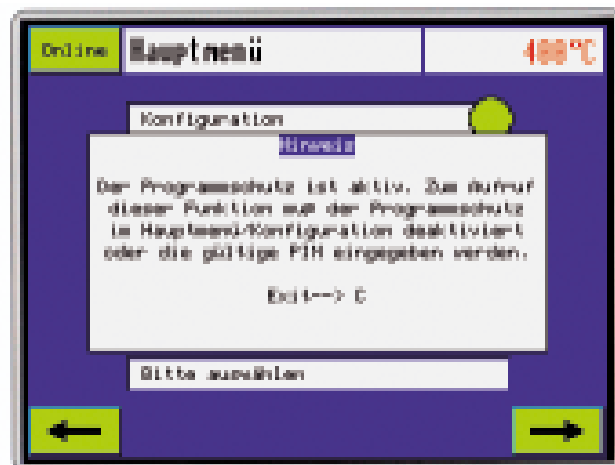 Online
Hauptmenü
400°C
Konfiguration
Hinweis
Der Programmschutz ist aktiv. Zum Aufruf
dieser Funktion muß der Programmschutz
im Hauptmenü/Konfiguration deaktiviert
oder die gültige PIN eingegeben werden.
Exit--> C
Bitte auswählen